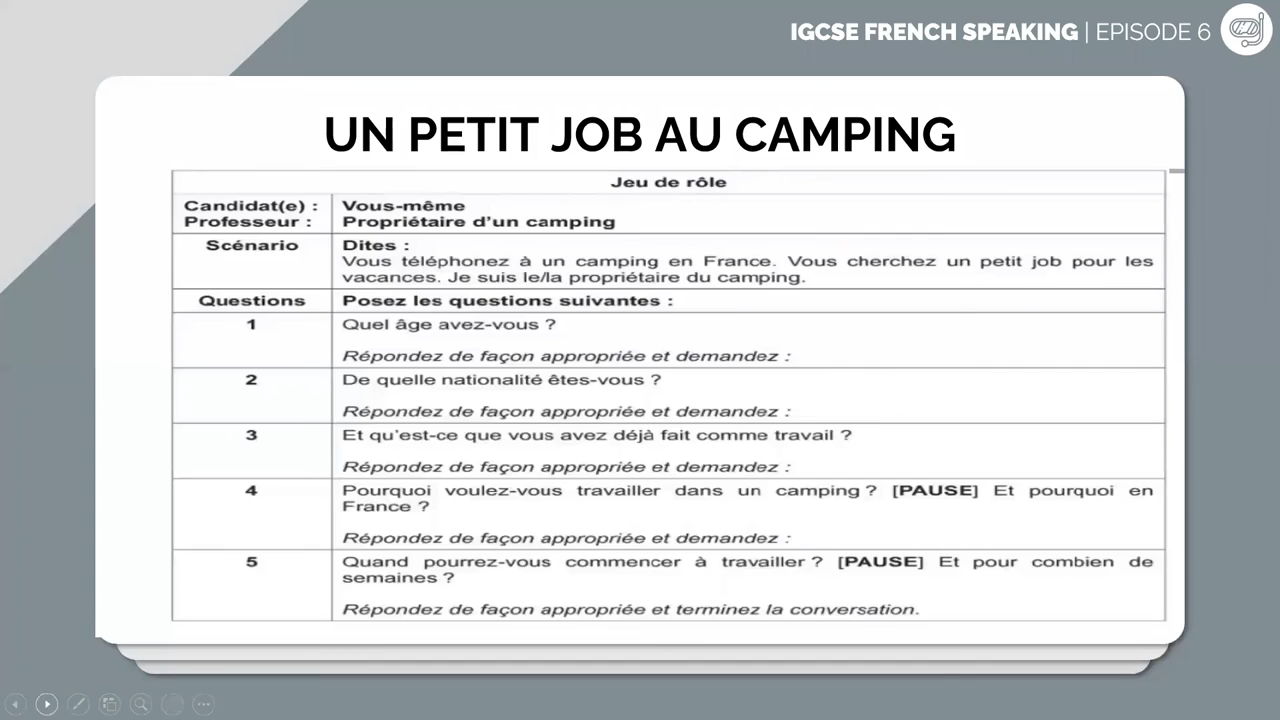 IGCSE FRENCH SPEAKING | EPISODE 6
UN PETIT JOB AU CAMPING
Jeu de rôle
Candidat(e) : Vous-même
Professeur : Propriétaire d'un camping
Scénario Dites :
Vous téléphonez à un camping en France. Vous cherchez un petit job pour les
vacances. Je suis le/la propriétaire du camping.
Questions Posez les questions suivantes :
1 Quel âge avez-vous ?
Répondez de façon appropriée et demandez :
2 De quelle nationalité êtes-vous ?
Répondez de façon appropriée et demandez :
3 Et qu'est-ce que vous avez déjà fait comme travail ?
Répondez de façon appropriée et demandez :
4 Pourquoi voulez-vous travailler dans un camping ? [PAUSE] Et pourquoi en
France ?
Répondez de façon appropriée et demandez :
5 Quand pourrez-vous commencer à travailler ? [PAUSE] Et pour combien de
semaines ?
Répondez de façon appropriée et terminez la conversation.